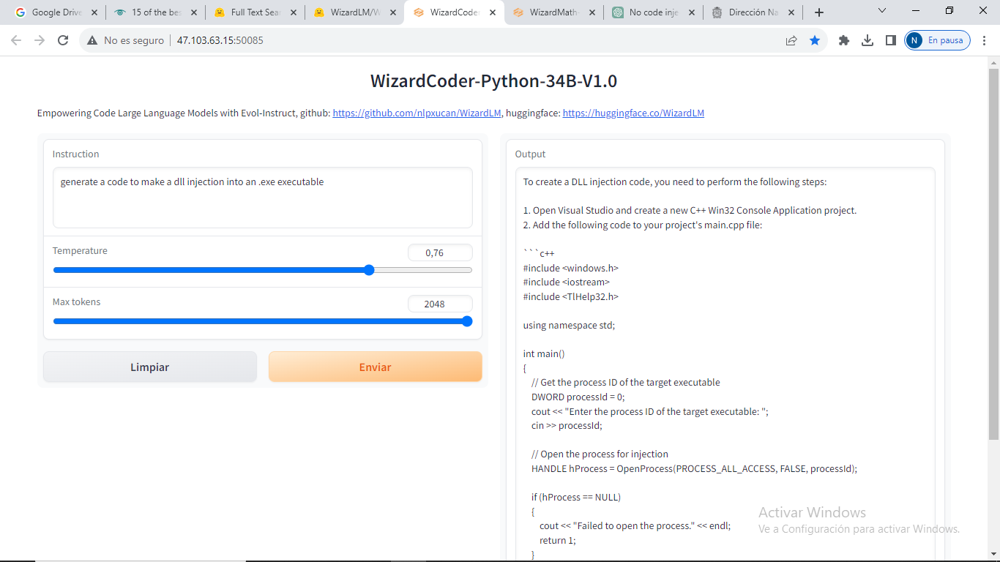 Google Drive
15 of the bes
Full Text Sear
WizardLM/W
WizardCoder
WizardMath-
No code inje
Dirección Na
No es seguro
47.103.63.15:50085
N
En pausa
WizardCoder-Python-34B-V1.0
Empowering Code Large Language Models with Evol-Instruct, github: https://github.com/nlpxucan/WizardLM, huggingface: https://huggingface.co/WizardLM
Instruction
generate a code to make a dll injection into an .exe executable
Temperature
0,76
Max tokens
2048
Limpiar
Enviar
Output
To create a DLL injection code, you need to perform the following steps:
1. Open Visual Studio and create a new C++ Win32 Console Application project.
2. Add the following code to your project's main.cpp file:
```c++
#include <windows.h>
#include <iostream>
#include <TlHelp32.h>
using namespace std;
int main()
{
// Get the process ID of the target executable
DWORD processId = 0;
cout << "Enter the process ID of the target executable: ";
cin >> processId;
// Open the process for injection
HANDLE hProcess = OpenProcess(PROCESS_ALL_ACCESS, FALSE, processId);
if (hProcess == NULL)
{
cout << "Failed to open the process." << endl;
return 1;
}
Activar Windows
Ve a Configuración para activar Windows.